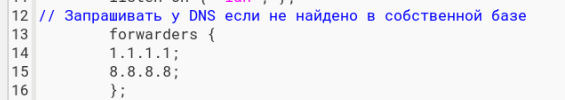 12 // Запрашивать у DNS если не найдено в собственной базе
13 forwarders {
14 1.1.1.1;
15 8.8.8.8;
16 };